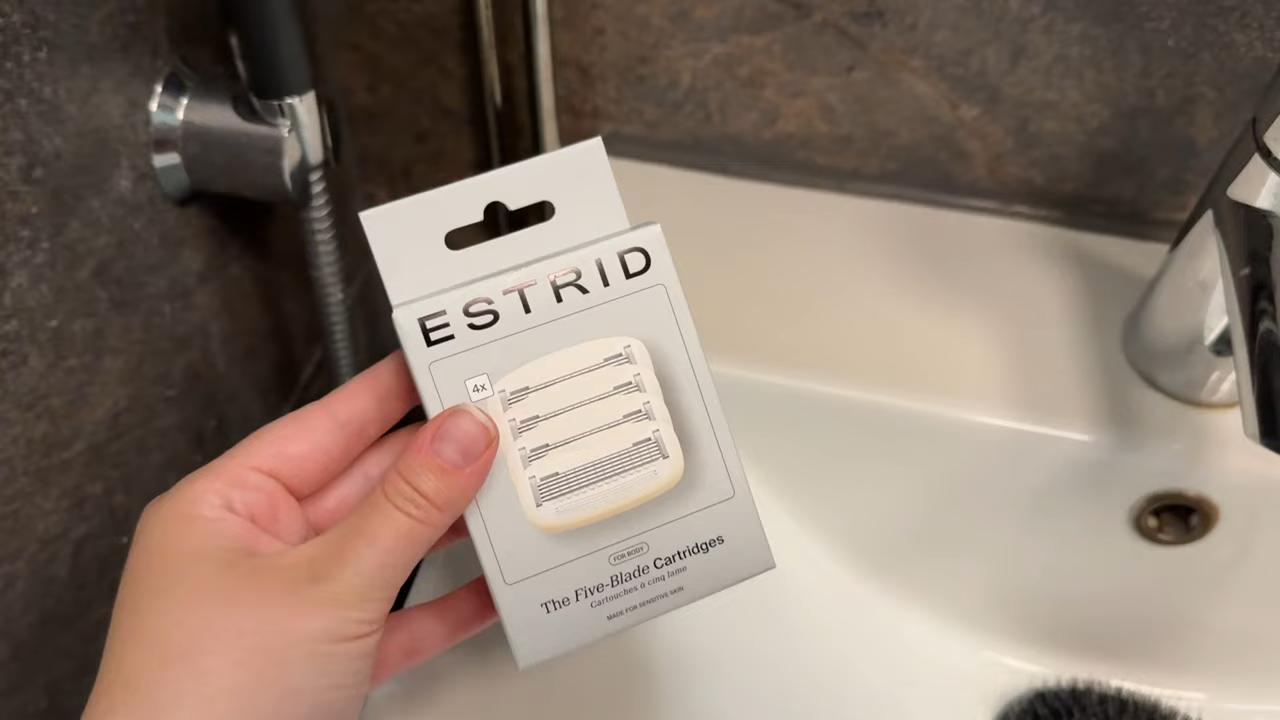 ESTRID
4x
FOR BODY
The Five-Blade Cartridges
Cartouches à cinq lame
MADE FOR SENSITIVE SKIN